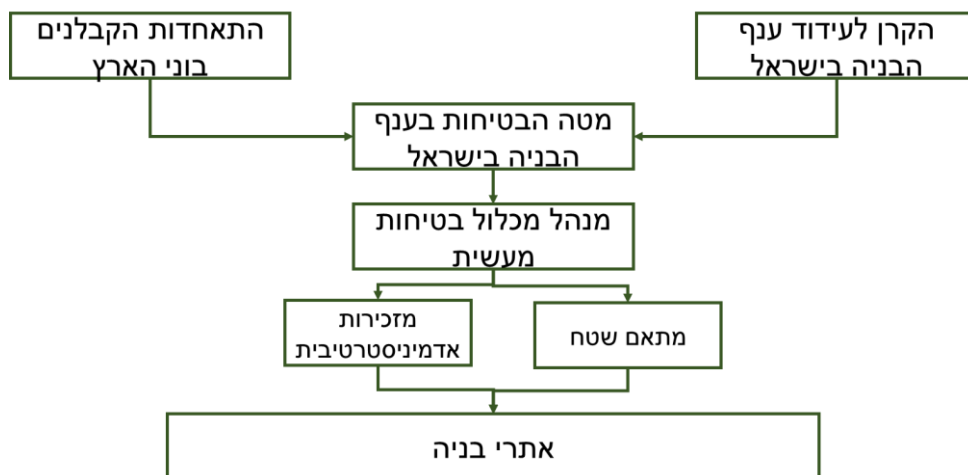 הקרן לעידוד ענף
הבניה בישראל
התאחדות הקבלנים
בוני הארץ
מטה הבטיחות בענף
הבניה בישראל
מנהל מכלול בטיחות
מעשית
מתאם שטח
מזכירות
אדמיניסטרטיבית
אתרי בניה